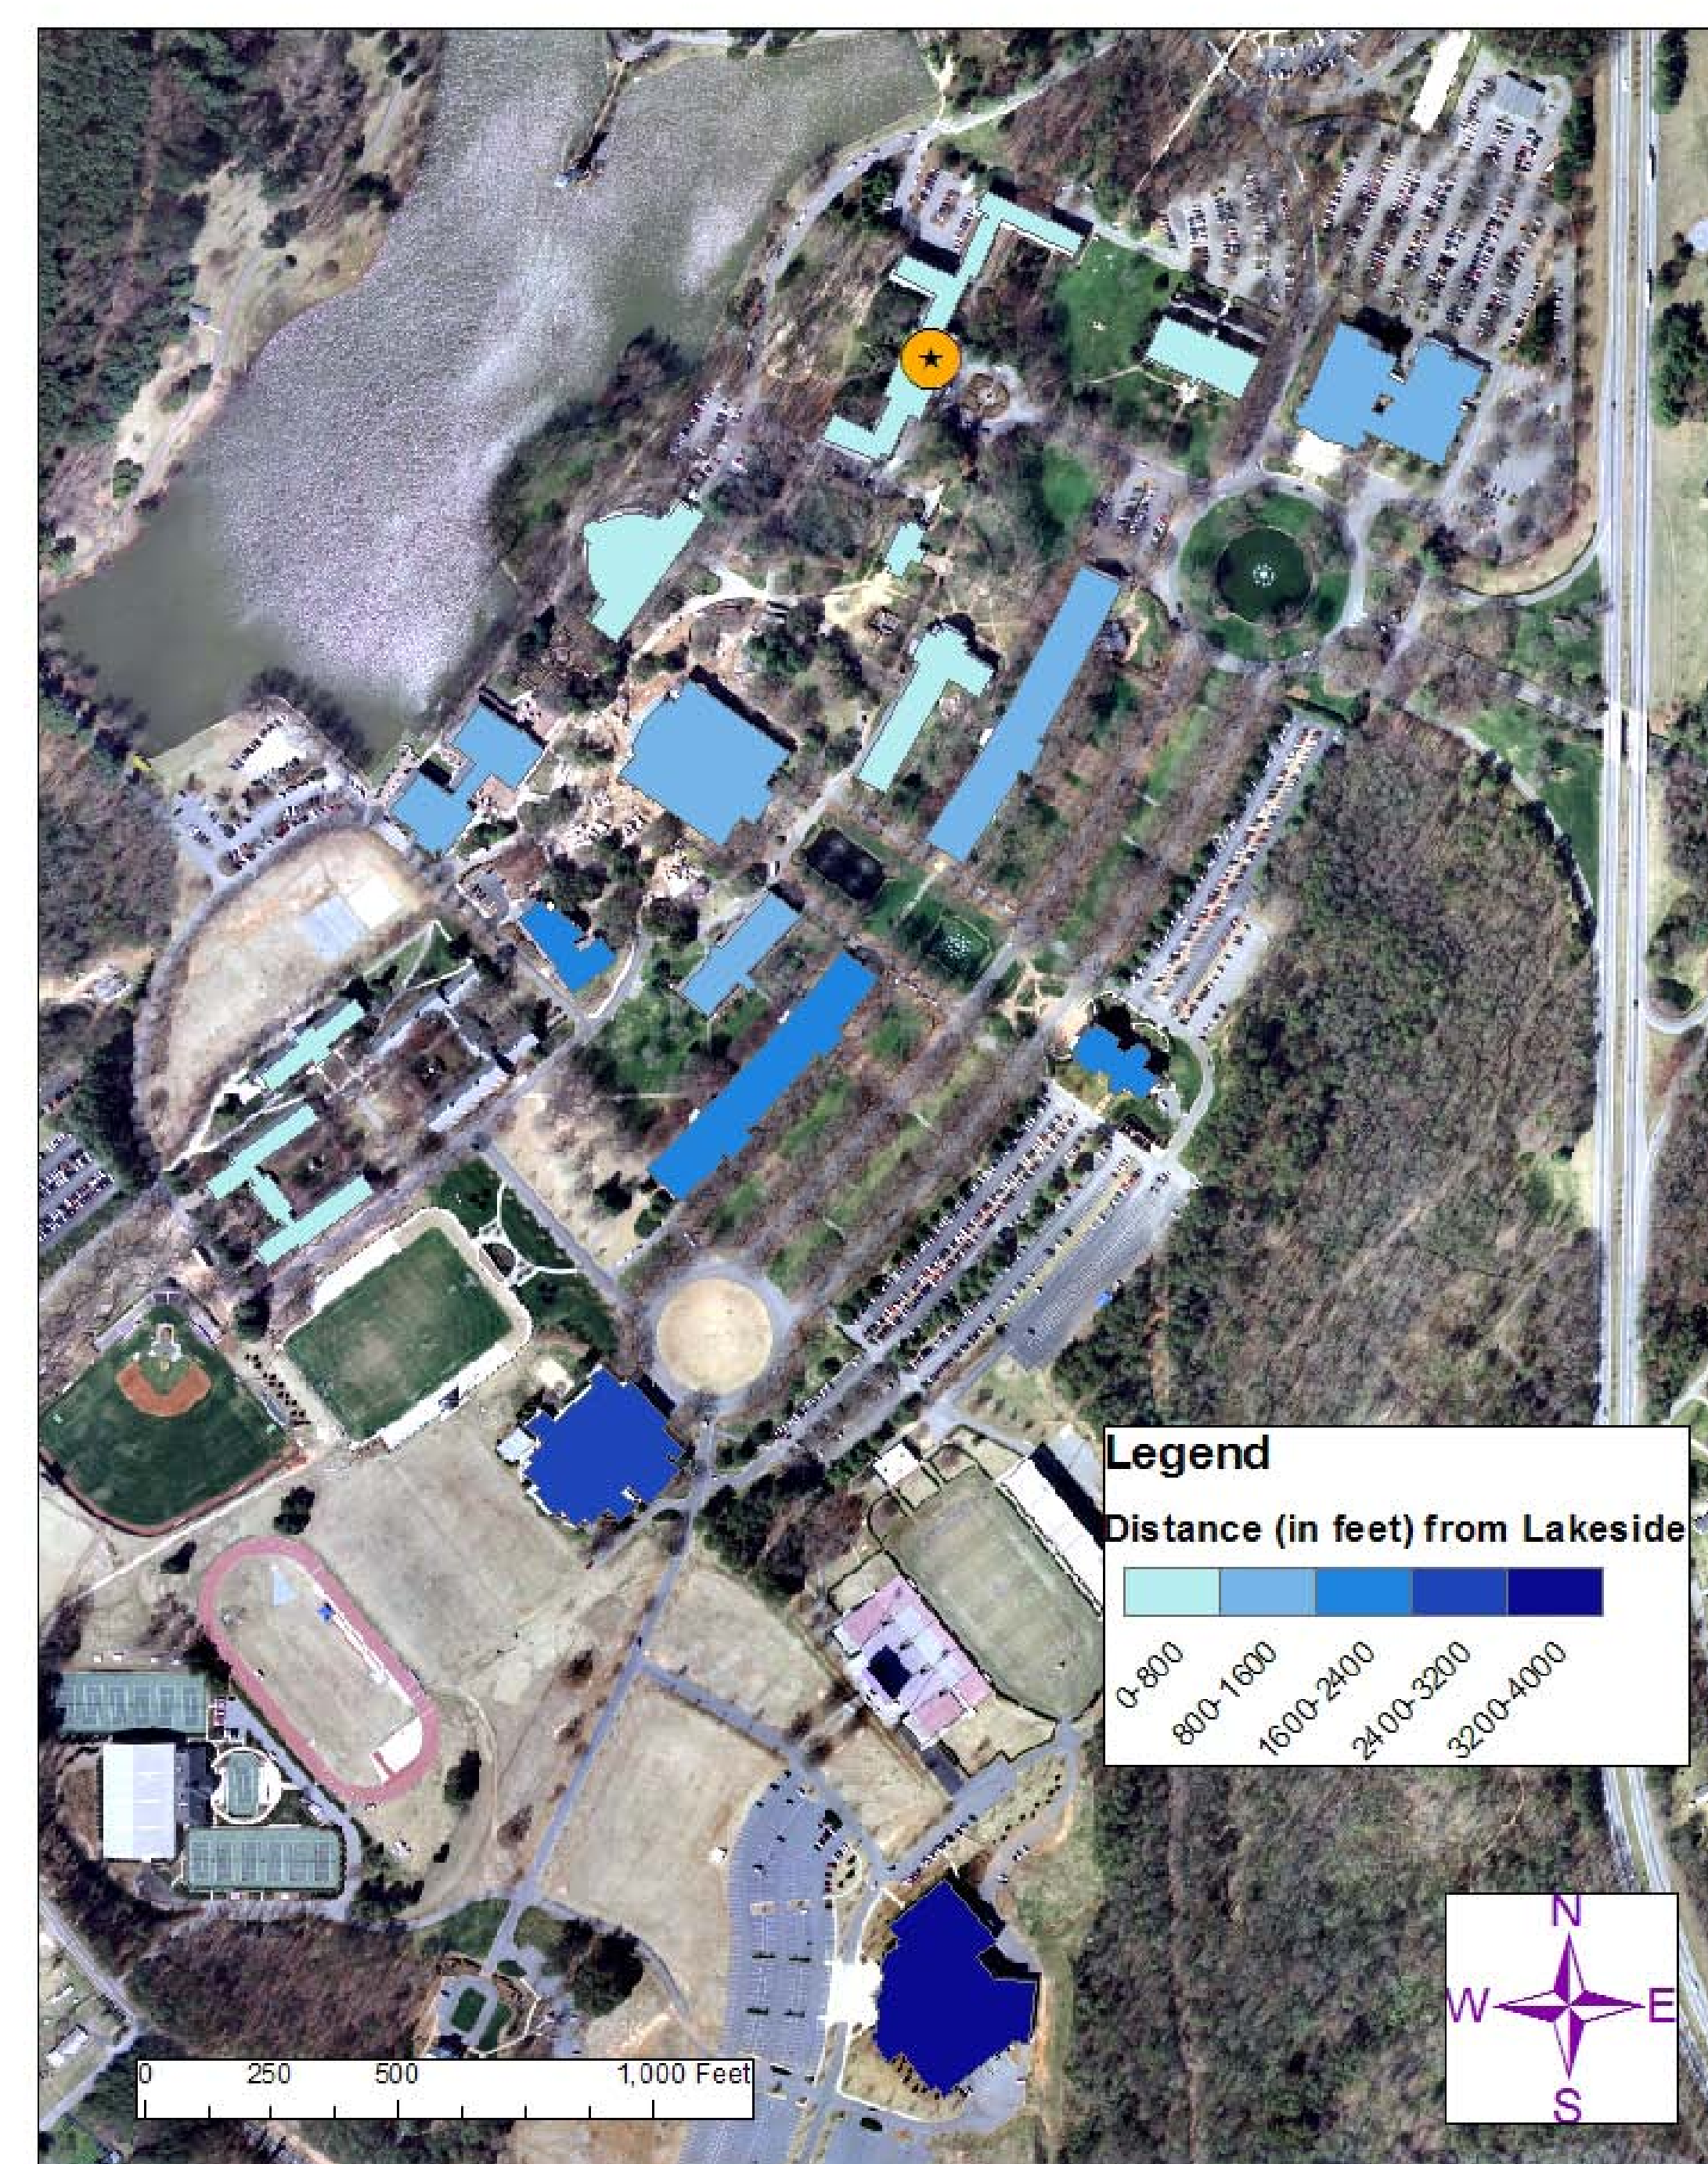 Legend
Distance (in feet) from Lakeside
0-800
800-1600
1600-2400
2400-3200
3200-4000
N
W E
S
0 250 500 1,000 Feet